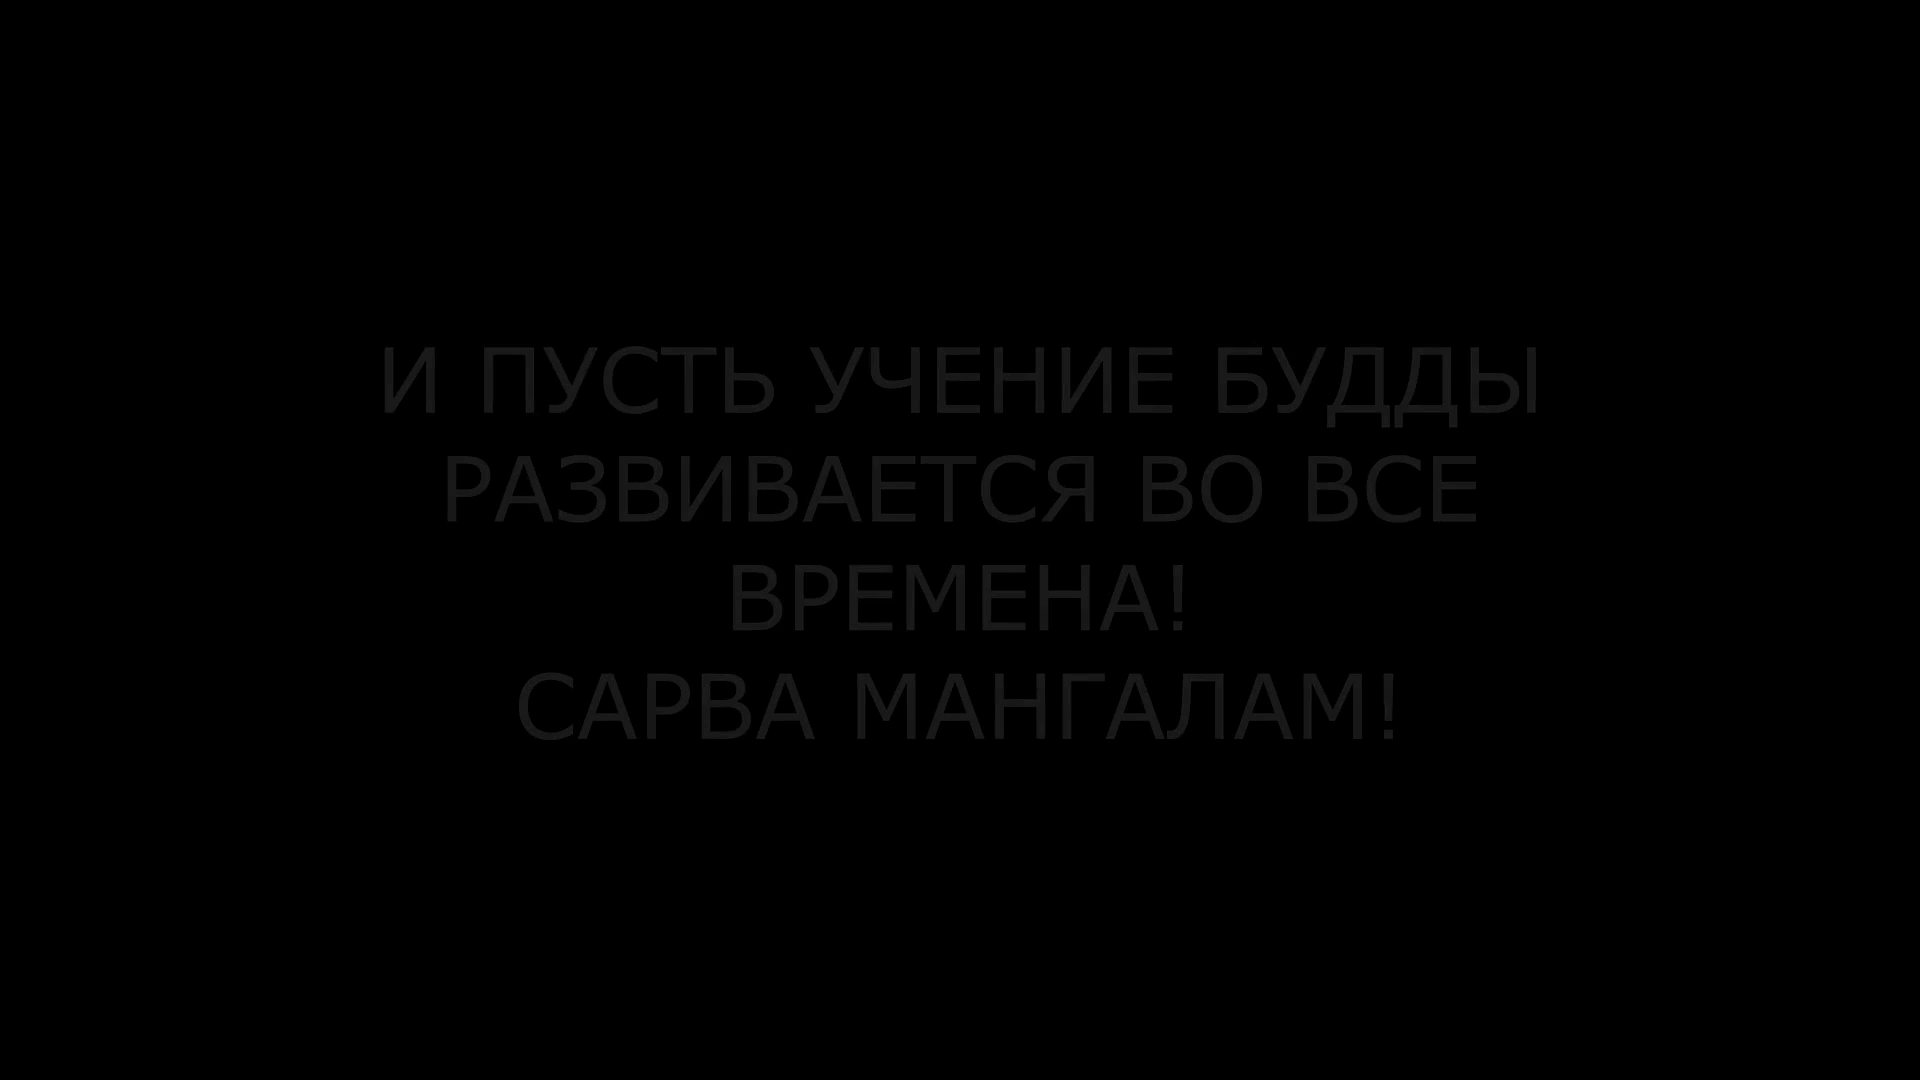 И ПУСТЬ УЧЕНИЕ БУДДЫ
РАЗВИВАЕТСЯ ВО ВСЕ
ВРЕМЕНА!
САРВА МАНГАЛАМ!